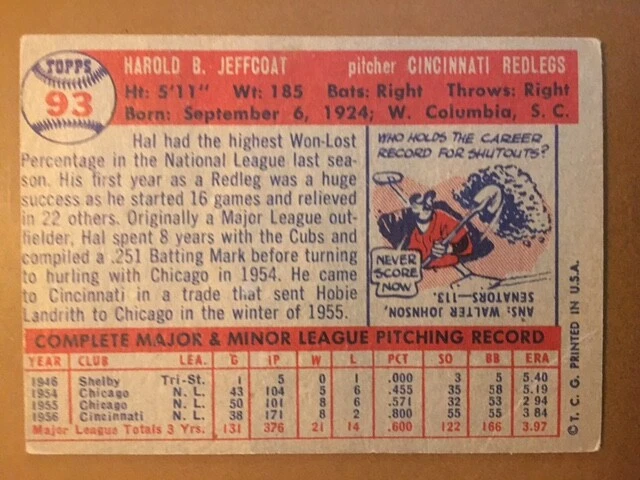 TOPPS
93
HAROLD B. JEFFCOAT pitcher CINCINNATI REDLEGS
Ht: 5'11" Wt: 185 Bats: Right Throws: Right
Born: September 6, 1924; W. Columbia, S. C.
Hal had the highest Won-Lost
Percentage in the National League last sea-
son. His first year as a Redleg was a huge
success as he started 16 games and relieved
in 22 others. Originally a Major League out-
fielder, Hal spent 8 years with the Cubs and
compiled a .251 Batting Mark before turning
to hurling with Chicago in 1954. He came
to Cincinnati in a trade that sent Hobie
Landrith to Chicago in the winter of 1955.
WHO HOLDS THE CAREER
RECORD FOR SHUTOUTS?
NEVER
SCORE
NOW
ANS: WALTER JOHNSON,
SENATORS--113.
© T. C. G. PRINTED IN U.S.A.
COMPLETE MAJOR & MINOR LEAGUE PITCHING RECORD
YEAR CLUB LEA. G IP W L PCT SO BB ERA
1946 Shelby Tri-St. 1 5 0 1 .000 3 5 5.40
1954 Chicago N. L. 43 104 5 6 .455 35 58 5.19
1955 Chicago N. L. 50 101 8 6 .571 32 53 2 94
1956 Cincinnati N. L. 38 171 8 2 .800 55 55 3 84
Major League Totals 3 Yrs. 131 376 21 14 .600 122 166 3.97